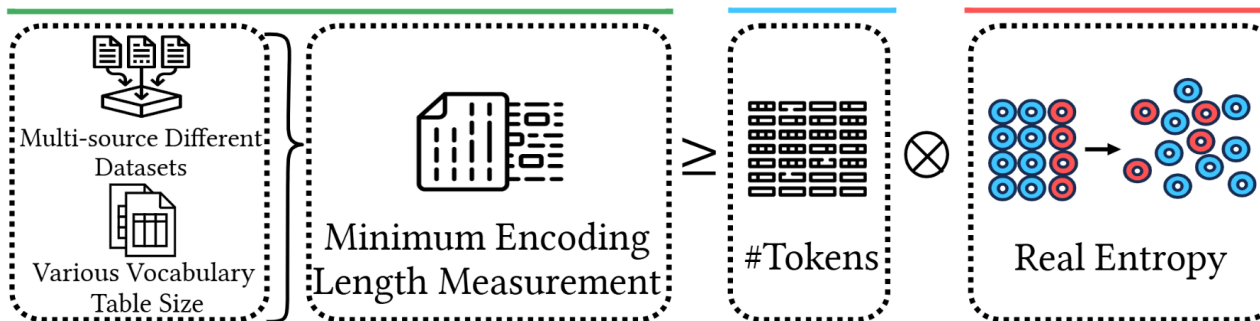 Multi-source Different
Datasets
Various Vocabulary
Table Size
Minimum Encoding
Length Measurement
≥
#Tokens
⊗
Real Entropy